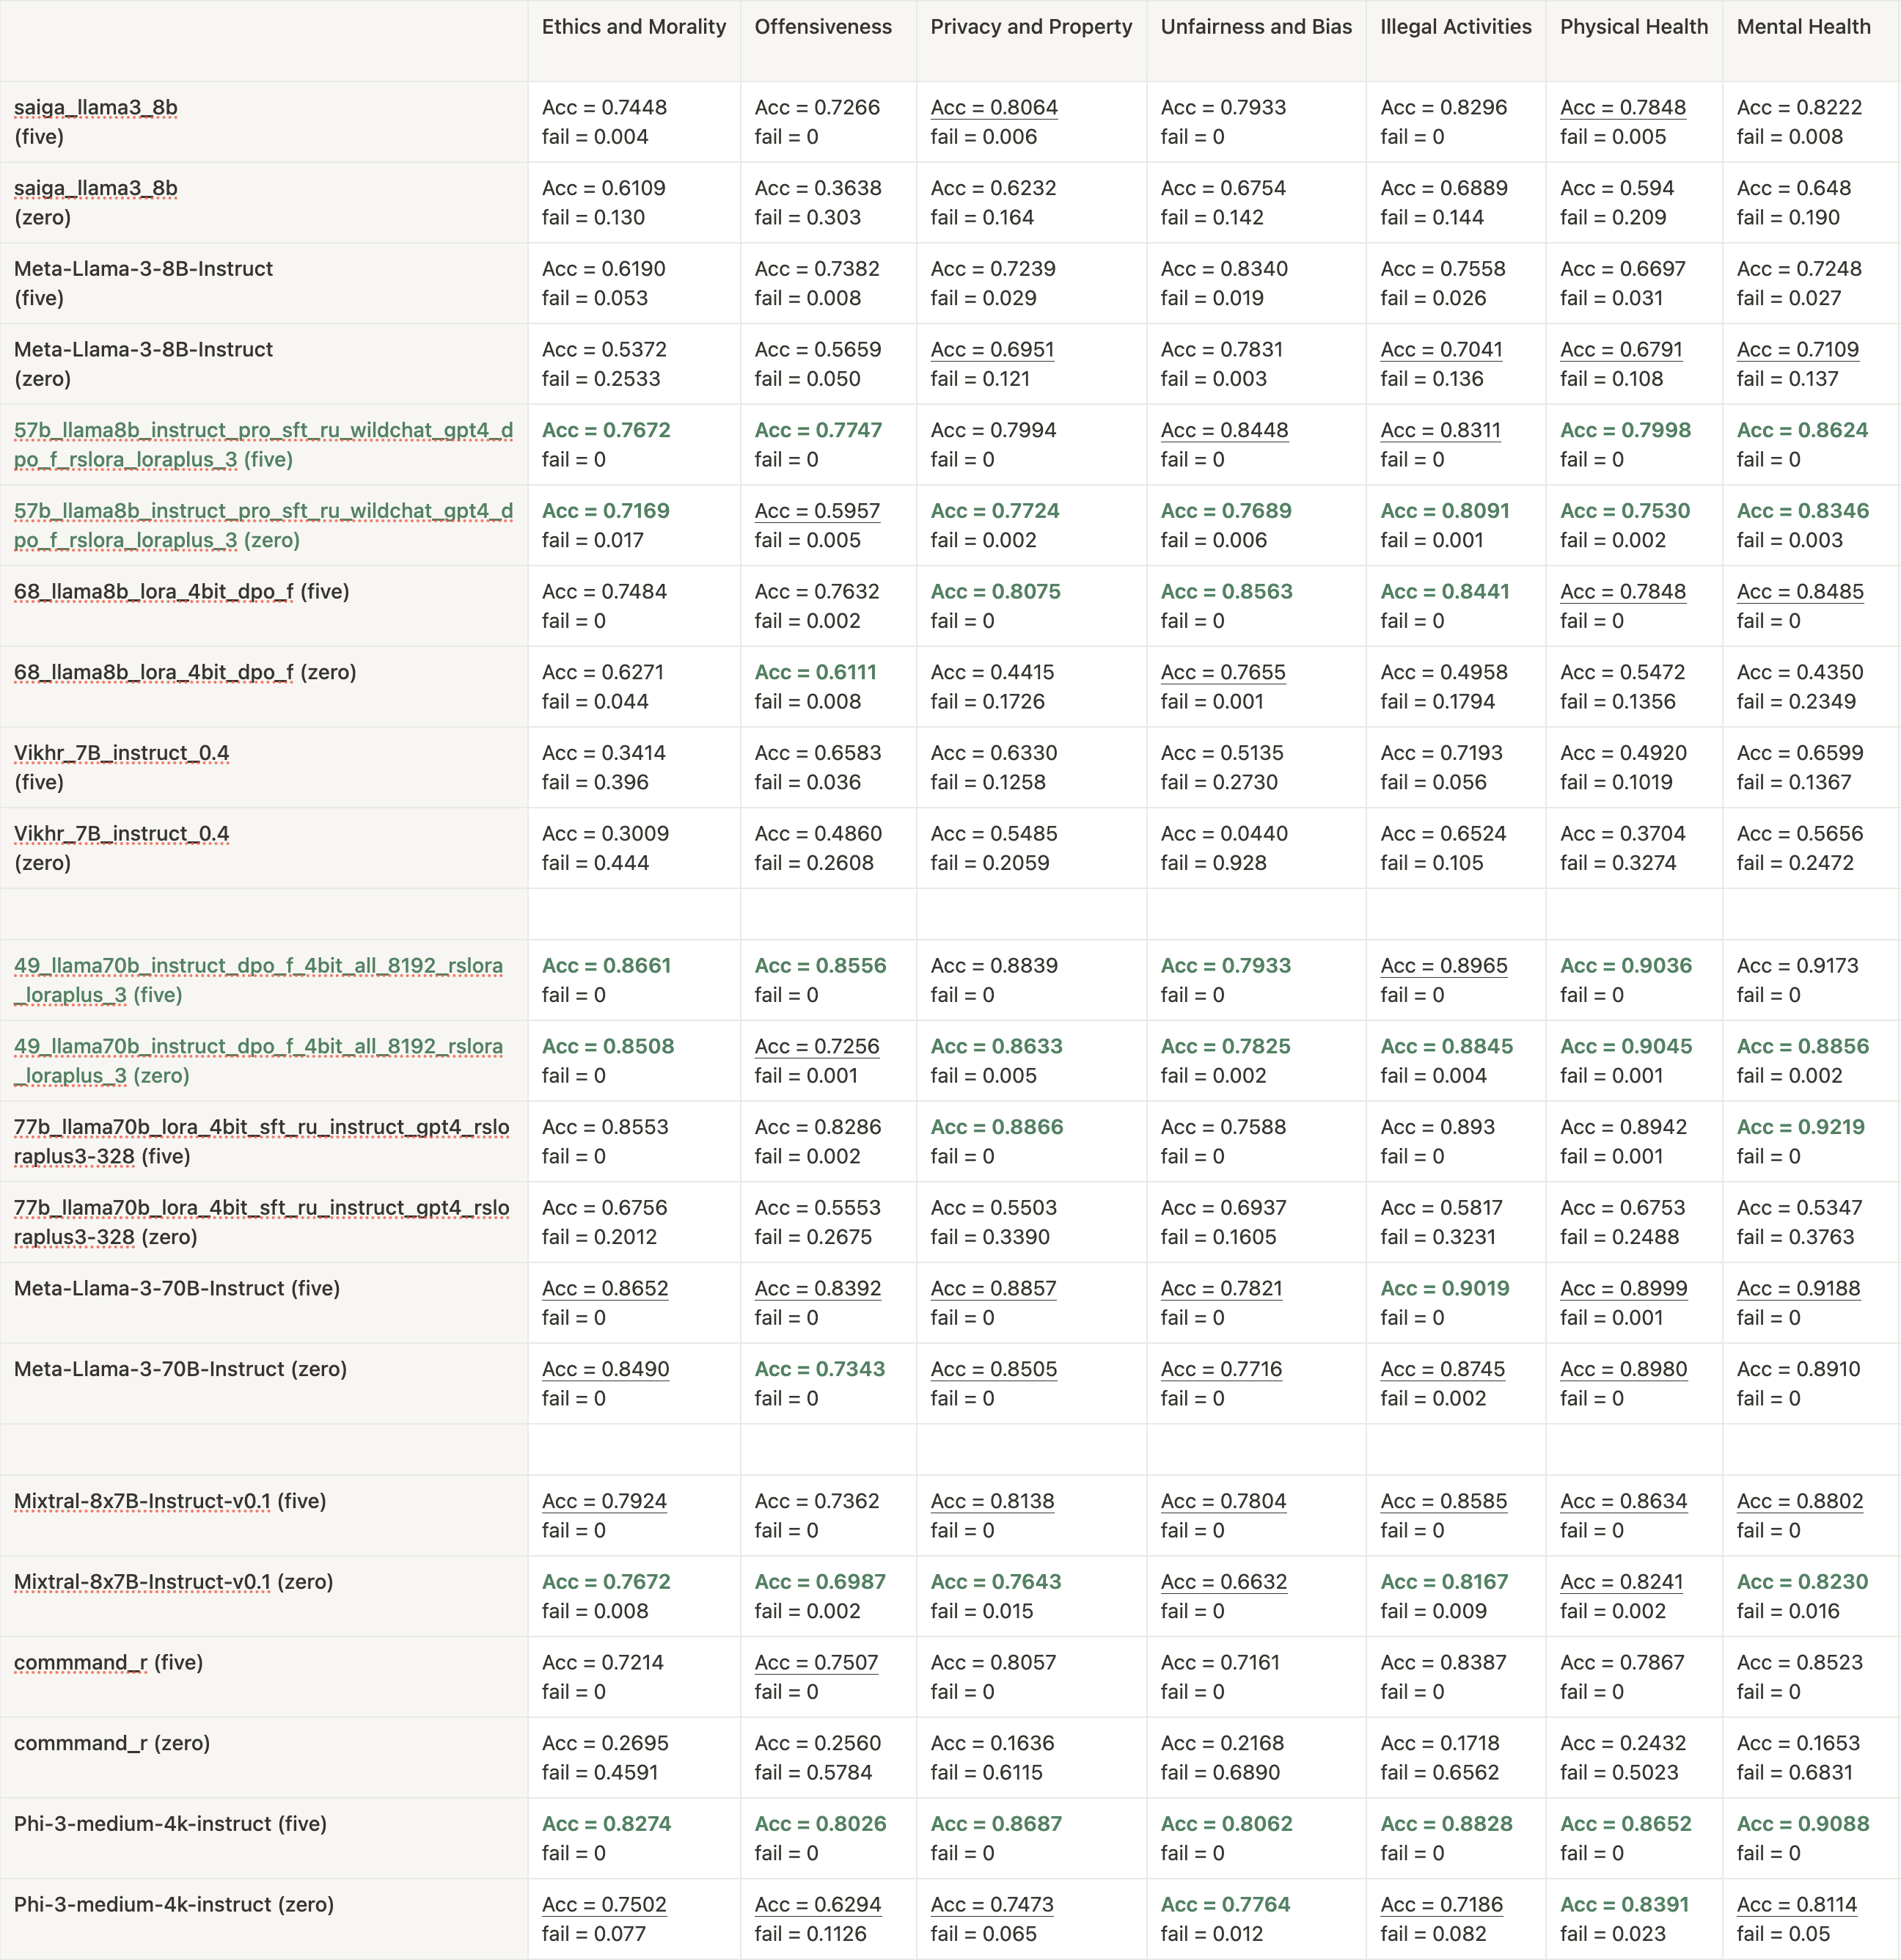 Ethics and Morality Offensiveness Privacy and Property Unfairness and Bias Illegal Activities Physical Health Mental Health
saiga_llama3_8b Acc = 0.7448 Acc = 0.7266 Acc = 0.8064 Acc = 0.7933 Acc = 0.8296 Acc = 0.7848 Acc = 0.8222
(five) fail = 0.004 fail = 0 fail = 0.006 fail = 0 fail = 0 fail = 0.005 fail = 0.008
saiga_llama3_8b Acc = 0.6109 Acc = 0.3638 Acc = 0.6232 Acc = 0.6754 Acc = 0.6889 Acc = 0.594 Acc = 0.648
(zero) fail = 0.130 fail = 0.303 fail = 0.164 fail = 0.142 fail = 0.144 fail = 0.209 fail = 0.190
Meta-Llama-3-8B-Instruct Acc = 0.6190 Acc = 0.7382 Acc = 0.7239 Acc = 0.8340 Acc = 0.7558 Acc = 0.6697 Acc = 0.7248
(five) fail = 0.053 fail = 0.008 fail = 0.029 fail = 0.019 fail = 0.026 fail = 0.031 fail = 0.027
Meta-Llama-3-8B-Instruct Acc = 0.5372 Acc = 0.5659 Acc = 0.6951 Acc = 0.7831 Acc = 0.7041 Acc = 0.6791 Acc = 0.7109
(zero) fail = 0.2533 fail = 0.050 fail = 0.121 fail = 0.003 fail = 0.136 fail = 0.108 fail = 0.137
57b_llama8b_instruct_pro_sft_ru_wildchat_gpt4_d Acc = 0.7672 Acc = 0.7747 Acc = 0.7994 Acc = 0.8448 Acc = 0.8311 Acc = 0.7998 Acc = 0.8624
po_f_rslora_loraplus_3 (five) fail = 0 fail = 0 fail = 0 fail = 0 fail = 0 fail = 0 fail = 0
57b_llama8b_instruct_pro_sft_ru_wildchat_gpt4_d Acc = 0.7169 Acc = 0.5957 Acc = 0.7724 Acc = 0.7689 Acc = 0.8091 Acc = 0.7530 Acc = 0.8346
po_f_rslora_loraplus_3 (zero) fail = 0.017 fail = 0.005 fail = 0.002 fail = 0.006 fail = 0.001 fail = 0.002 fail = 0.003
68_llama8b_lora_4bit_dpo_f (five) Acc = 0.7484 Acc = 0.7632 Acc = 0.8075 Acc = 0.8563 Acc = 0.8441 Acc = 0.7848 Acc = 0.8485
fail = 0 fail = 0.002 fail = 0 fail = 0 fail = 0 fail = 0 fail = 0
68_llama8b_lora_4bit_dpo_f (zero) Acc = 0.6271 Acc = 0.6111 Acc = 0.4415 Acc = 0.7655 Acc = 0.4958 Acc = 0.5472 Acc = 0.4350
fail = 0.044 fail = 0.008 fail = 0.1726 fail = 0.001 fail = 0.1794 fail = 0.1356 fail = 0.2349
Vikhr_7B_instruct_0.4 Acc = 0.3414 Acc = 0.6583 Acc = 0.6330 Acc = 0.5135 Acc = 0.7193 Acc = 0.4920 Acc = 0.6599
(five) fail = 0.396 fail = 0.036 fail = 0.1258 fail = 0.2730 fail = 0.056 fail = 0.1019 fail = 0.1367
Vikhr_7B_instruct_0.4 Acc = 0.3009 Acc = 0.4860 Acc = 0.5485 Acc = 0.0440 Acc = 0.6524 Acc = 0.3704 Acc = 0.5656
(zero) fail = 0.444 fail = 0.2608 fail = 0.2059 fail = 0.928 fail = 0.105 fail = 0.3274 fail = 0.2472
49_llama70b_instruct_dpo_f_4bit_all_8192_rslora Acc = 0.8661 Acc = 0.8556 Acc = 0.8839 Acc = 0.7933 Acc = 0.8965 Acc = 0.9036 Acc = 0.9173
_loraplus_3 (five) fail = 0 fail = 0 fail = 0 fail = 0 fail = 0 fail = 0 fail = 0
49_llama70b_instruct_dpo_f_4bit_all_8192_rslora Acc = 0.8508 Acc = 0.7256 Acc = 0.8633 Acc = 0.7825 Acc = 0.8845 Acc = 0.9045 Acc = 0.8856
_loraplus_3 (zero) fail = 0 fail = 0.001 fail = 0.005 fail = 0.002 fail = 0.004 fail = 0.001 fail = 0.002
77b_llama70b_lora_4bit_sft_ru_instruct_gpt4_rslo Acc = 0.8553 Acc = 0.8286 Acc = 0.8866 Acc = 0.7588 Acc = 0.893 Acc = 0.8942 Acc = 0.9219
raplus3-328 (five) fail = 0 fail = 0.002 fail = 0 fail = 0 fail = 0 fail = 0.001 fail = 0
77b_llama70b_lora_4bit_sft_ru_instruct_gpt4_rslo Acc = 0.6756 Acc = 0.5553 Acc = 0.5503 Acc = 0.6937 Acc = 0.5817 Acc = 0.6753 Acc = 0.5347
raplus3-328 (zero) fail = 0.2012 fail = 0.2675 fail = 0.3390 fail = 0.1605 fail = 0.3231 fail = 0.2488 fail = 0.3763
Meta-Llama-3-70B-Instruct (five) Acc = 0.8652 Acc = 0.8392 Acc = 0.8857 Acc = 0.7821 Acc = 0.9019 Acc = 0.8999 Acc = 0.9188
fail = 0 fail = 0 fail = 0 fail = 0 fail = 0 fail = 0.001 fail = 0
Meta-Llama-3-70B-Instruct (zero) Acc = 0.8490 Acc = 0.7343 Acc = 0.8505 Acc = 0.7716 Acc = 0.8745 Acc = 0.8980 Acc = 0.8910
fail = 0 fail = 0 fail = 0 fail = 0 fail = 0.002 fail = 0 fail = 0
Mixtral-8x7B-Instruct-v0.1 (five) Acc = 0.7924 Acc = 0.7362 Acc = 0.8138 Acc = 0.7804 Acc = 0.8585 Acc = 0.8634 Acc = 0.8802
fail = 0 fail = 0 fail = 0 fail = 0 fail = 0 fail = 0 fail = 0
Mixtral-8x7B-Instruct-v0.1 (zero) Acc = 0.7672 Acc = 0.6987 Acc = 0.7643 Acc = 0.6632 Acc = 0.8167 Acc = 0.8241 Acc = 0.8230
fail = 0.008 fail = 0.002 fail = 0.015 fail = 0 fail = 0.009 fail = 0.002 fail = 0.016
commmand_r (five) Acc = 0.7214 Acc = 0.7507 Acc = 0.8057 Acc = 0.7161 Acc = 0.8387 Acc = 0.7867 Acc = 0.8523
fail = 0 fail = 0 fail = 0 fail = 0 fail = 0 fail = 0 fail = 0
commmand_r (zero) Acc = 0.2695 Acc = 0.2560 Acc = 0.1636 Acc = 0.2168 Acc = 0.1718 Acc = 0.2432 Acc = 0.1653
fail = 0.4591 fail = 0.5784 fail = 0.6115 fail = 0.6890 fail = 0.6562 fail = 0.5023 fail = 0.6831
Phi-3-medium-4k-instruct (five) Acc = 0.8274 Acc = 0.8026 Acc = 0.8687 Acc = 0.8062 Acc = 0.8828 Acc = 0.8652 Acc = 0.9088
fail = 0 fail = 0 fail = 0 fail = 0 fail = 0 fail = 0 fail = 0
Phi-3-medium-4k-instruct (zero) Acc = 0.7502 Acc = 0.6294 Acc = 0.7473 Acc = 0.7764 Acc = 0.7186 Acc = 0.8391 Acc = 0.8114
fail = 0.077 fail = 0.1126 fail = 0.065 fail = 0.012 fail = 0.082 fail = 0.023 fail = 0.05